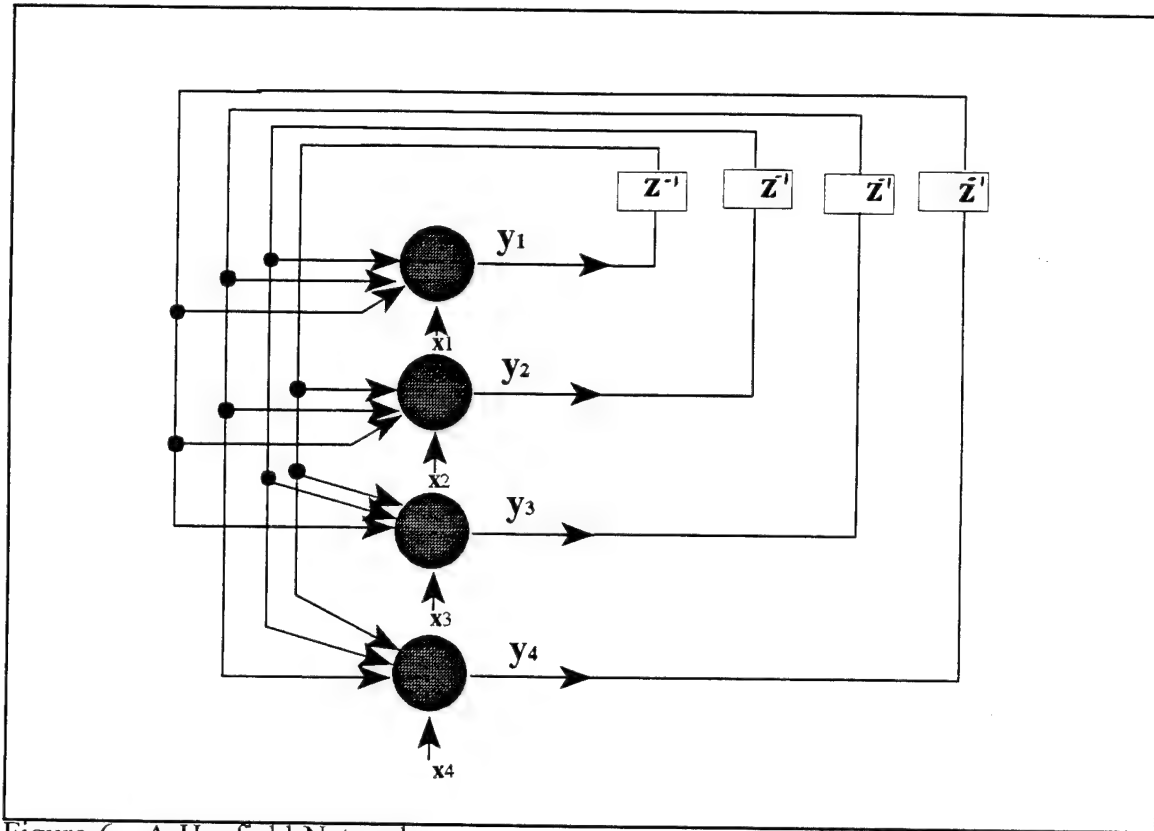 z⁻¹ z⁻¹ z⁻¹ z⁻¹
y1
x1
y2
x2
y3
x3
y4
x4
Figure 6. A Hopfield Network